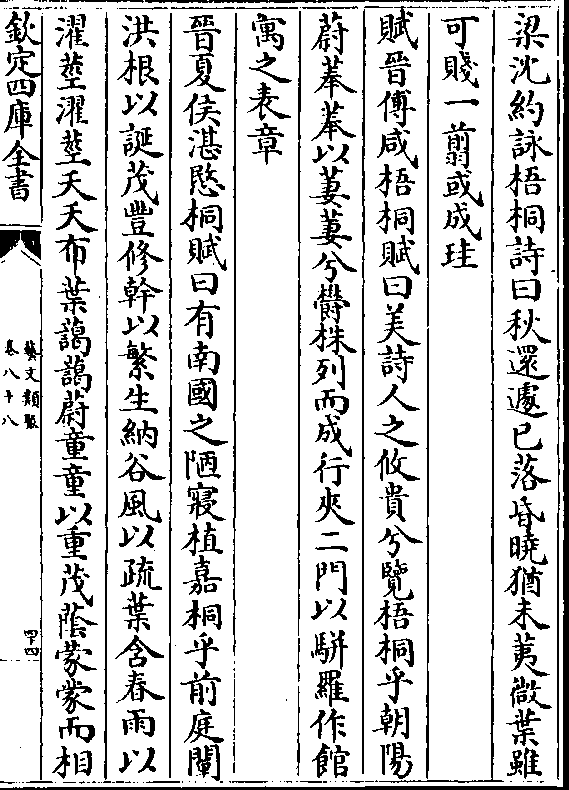 梁沈約詠梧桐詩曰秋還遽已落昏曉猶未荑微葉雖
可賤一翦或成珪
賦晉傅咸梧桐賦曰美詩人之攸貴兮覽梧桐乎朝陽
蔚菶菶以萋萋兮鬱株列而成行夾二門以駢羅作館
寓之表章
晉夏侯湛愍桐賦曰有南國之陋寢植嘉桐乎前庭闡
洪根以誕茂豐修幹以繁生納谷風以疏葉含春雨以
濯莖濯莖夭夭布葉藹藹蔚童童以重茂蔭蒙蒙而相
欽定四庫全書
藝文類聚
卷八十八
四十四